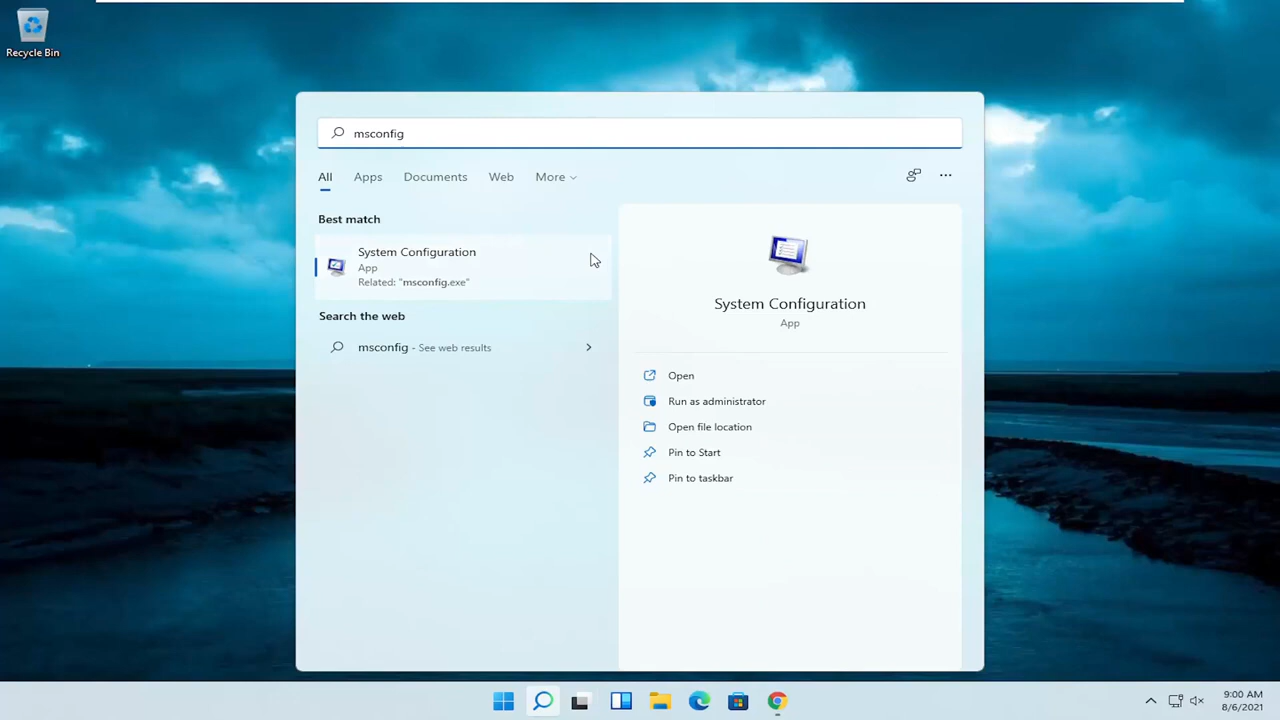 Recycle Bin
msconfig
All Apps Documents Web More
Best match
System Configuration
App
Related: "msconfig.exe"
Search the web
msconfig - See web results
System Configuration
App
Open
Run as administrator
Open file location
Pin to Start
Pin to taskbar
9:00 AM
8/6/2021